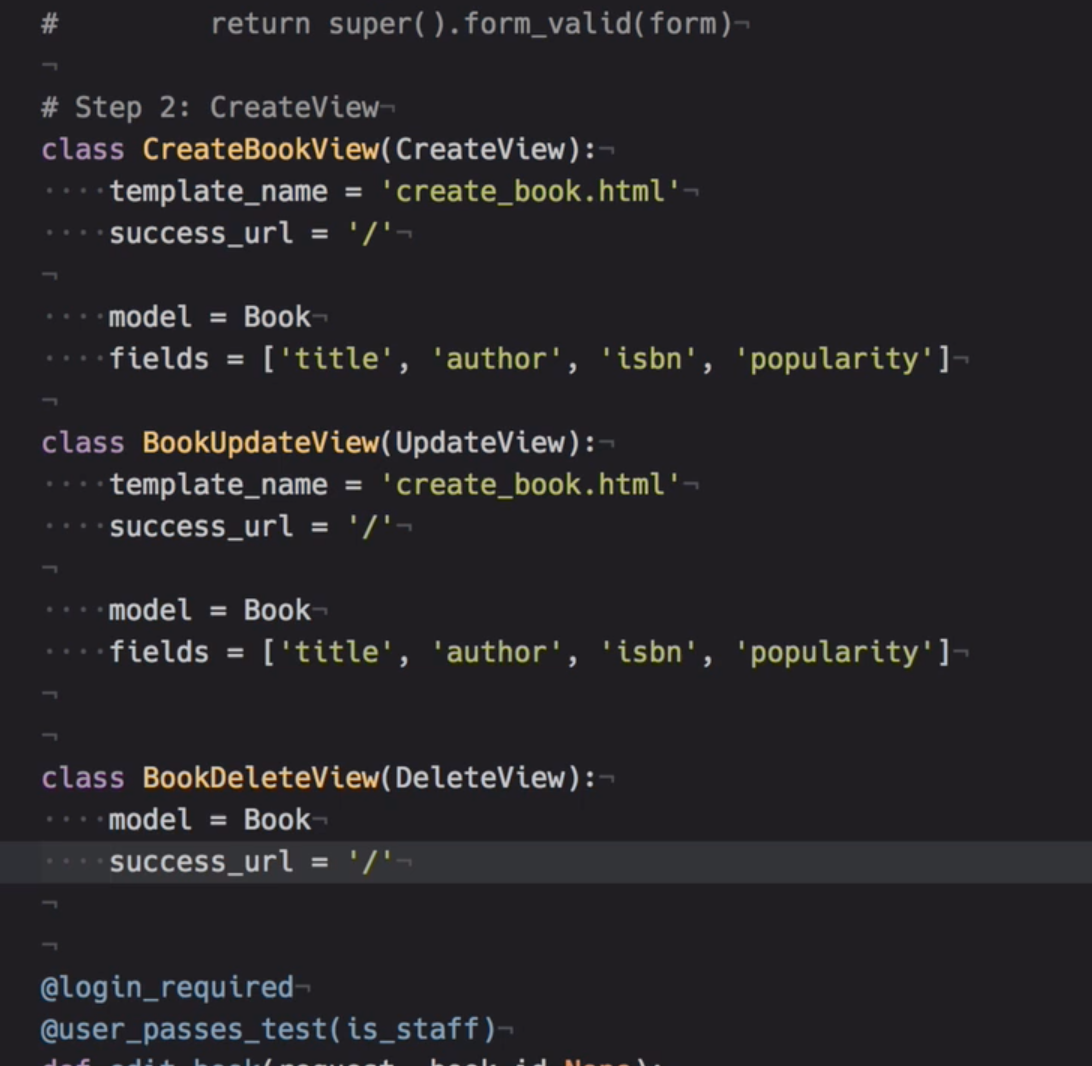 #         return super().form_valid(form)
# Step 2: CreateView
class CreateBookView(CreateView):
    template_name = 'create_book.html'
    success_url = '/'
    model = Book
    fields = ['title', 'author', 'isbn', 'popularity']
class BookUpdateView(UpdateView):
    template_name = 'create_book.html'
    success_url = '/'
    model = Book
    fields = ['title', 'author', 'isbn', 'popularity']
class BookDeleteView(DeleteView):
    model = Book
    success_url = '/'
@login_required
@user_passes_test(is_staff)